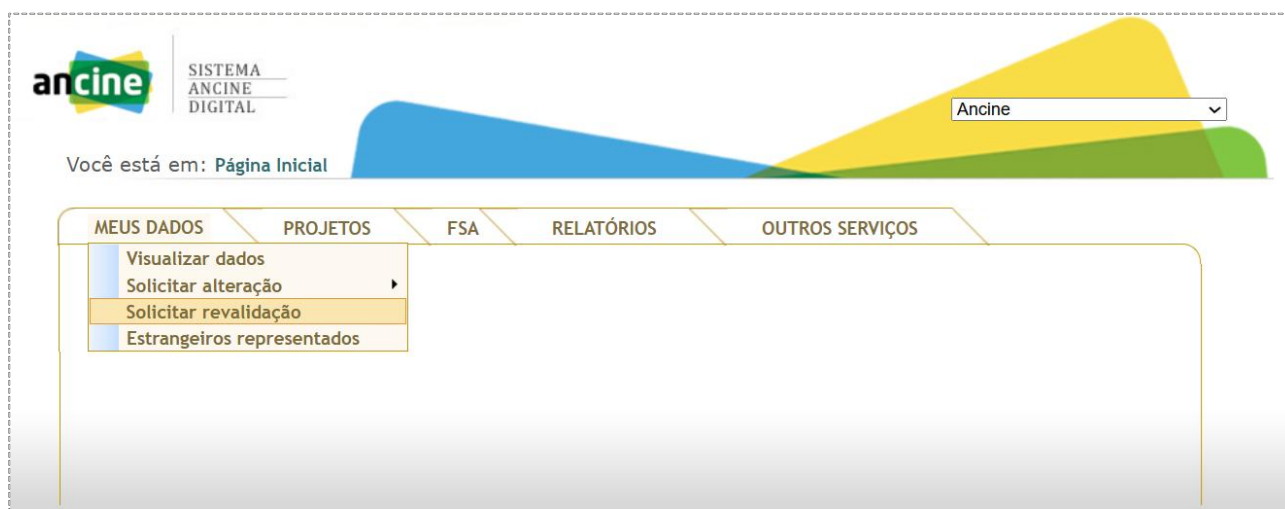 ancine
SISTEMA
ANCINE
DIGITAL
Ancine
Você está em: Página Inicial
MEUS DADOS PROJETOS FSA RELATÓRIOS OUTROS SERVIÇOS
Visualizar dados
Solicitar alteração
Solicitar revalidação
Estrangeiros representados